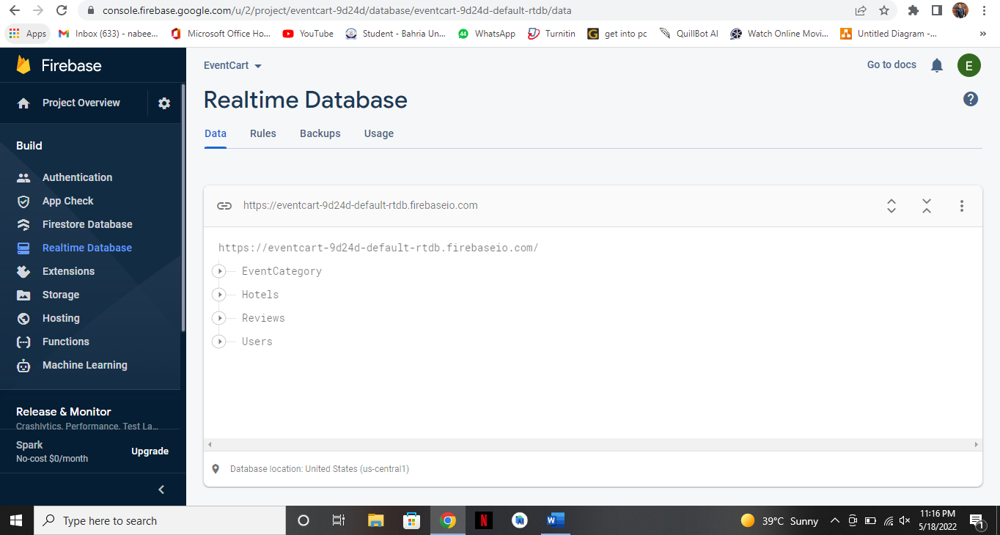 console.firebase.google.com/u/2/project/eventcart-9d24d/database/eventcart-9d24d-default-rtdb/data
Apps Inbox (633) - nabee... Microsoft Office Ho... YouTube Student - Bahria Un... WhatsApp Turnitin get into pc QuillBot AI Watch Online Movi... Untitled Diagram -... »
Firebase
EventCart
Go to docs
E
Project Overview
Realtime Database
Data Rules Backups Usage
Build
Authentication
App Check
Firestore Database
Realtime Database
Extensions
Storage
Hosting
Functions
Machine Learning
Release & Monitor
Crashlytics, Performance, Test La...
Spark
No-cost $0/month
Upgrade
https://eventcart-9d24d-default-rtdb.firebaseio.com
https://eventcart-9d24d-default-rtdb.firebaseio.com/
EventCategory
Hotels
Reviews
Users
Database location: United States (us-central1)
Type here to search
39°C Sunny
11:16 PM
5/18/2022
1